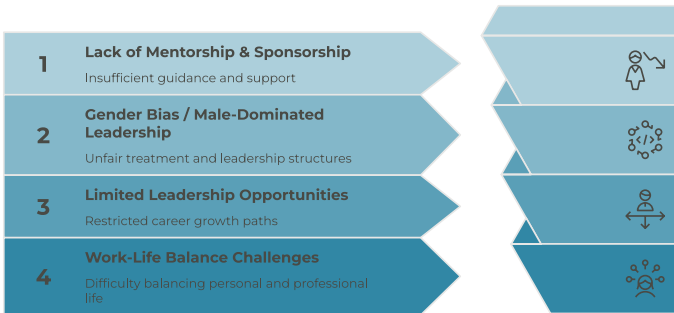 1
Lack of Mentorship & Sponsorship
Insufficient guidance and support
2
Gender Bias / Male-Dominated
Leadership
Unfair treatment and leadership structures
3
Limited Leadership Opportunities
Restricted career growth paths
4
Work-Life Balance Challenges
Difficulty balancing personal and professional
life